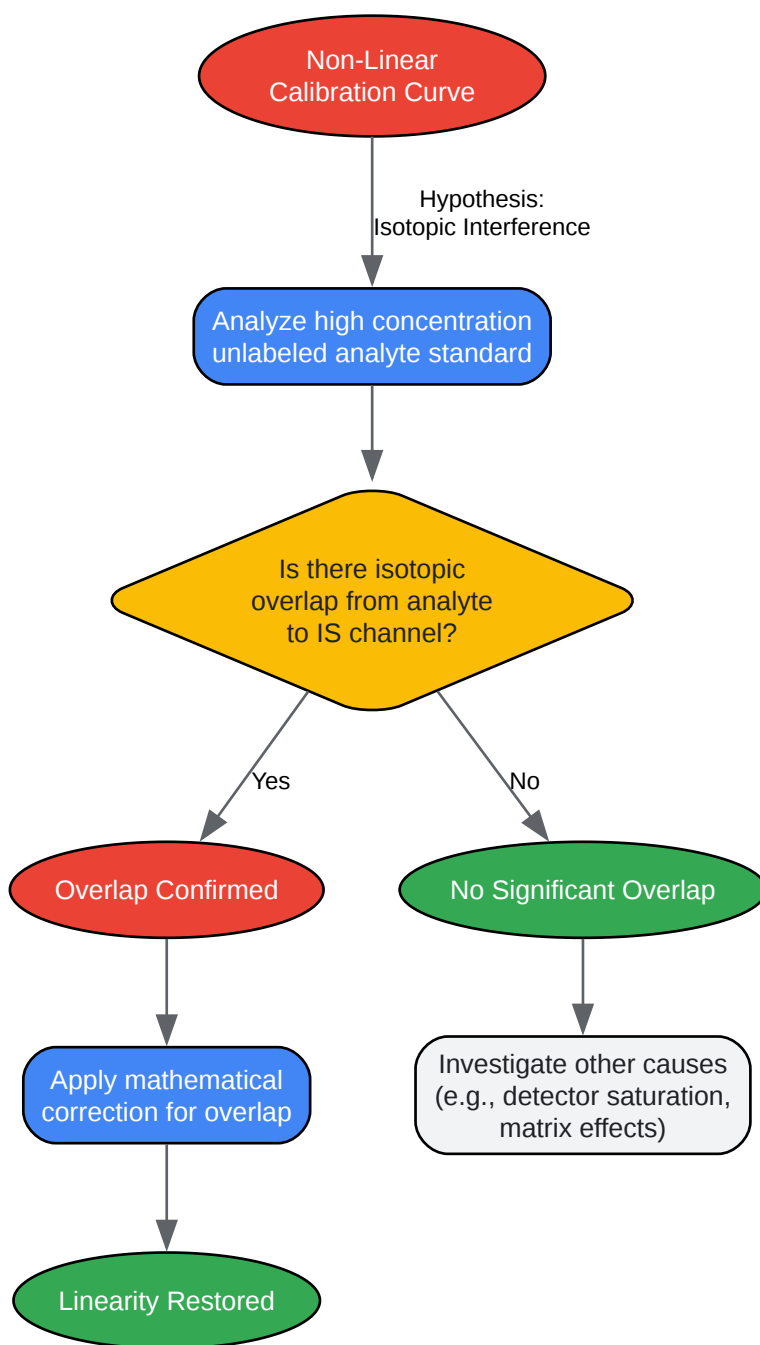 Non-Linear
Calibration Curve
Hypothesis:
Isotopic Interference
Analyze high concentration
unlabeled analyte standard
Is there isotopic
overlap from analyte
to IS channel?
Yes
No
Overlap Confirmed
No Significant Overlap
Apply mathematical
correction for overlap
Investigate other causes
(e.g., detector saturation,
matrix effects)
Linearity Restored